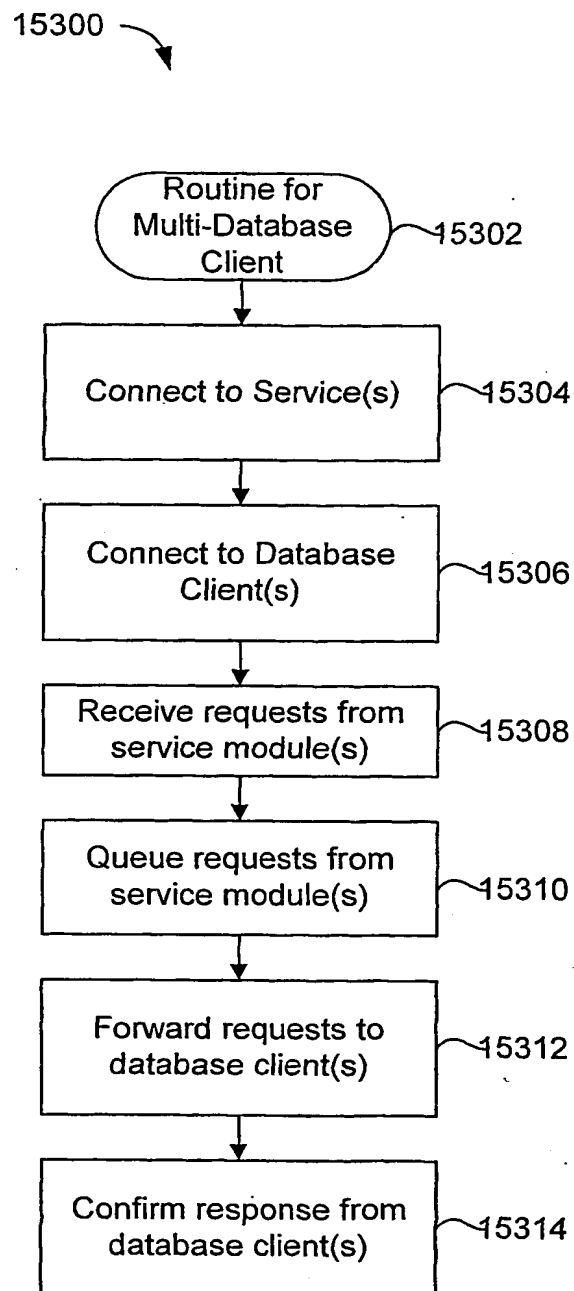 15300
Routine for
Multi-Database
Client
15302
Connect to Service(s)
15304
Connect to Database
Client(s)
15306
Receive requests from
service module(s)
15308
Queue requests from
service module(s)
15310
Forward requests to
database client(s)
15312
Confirm response from
database client(s)
15314